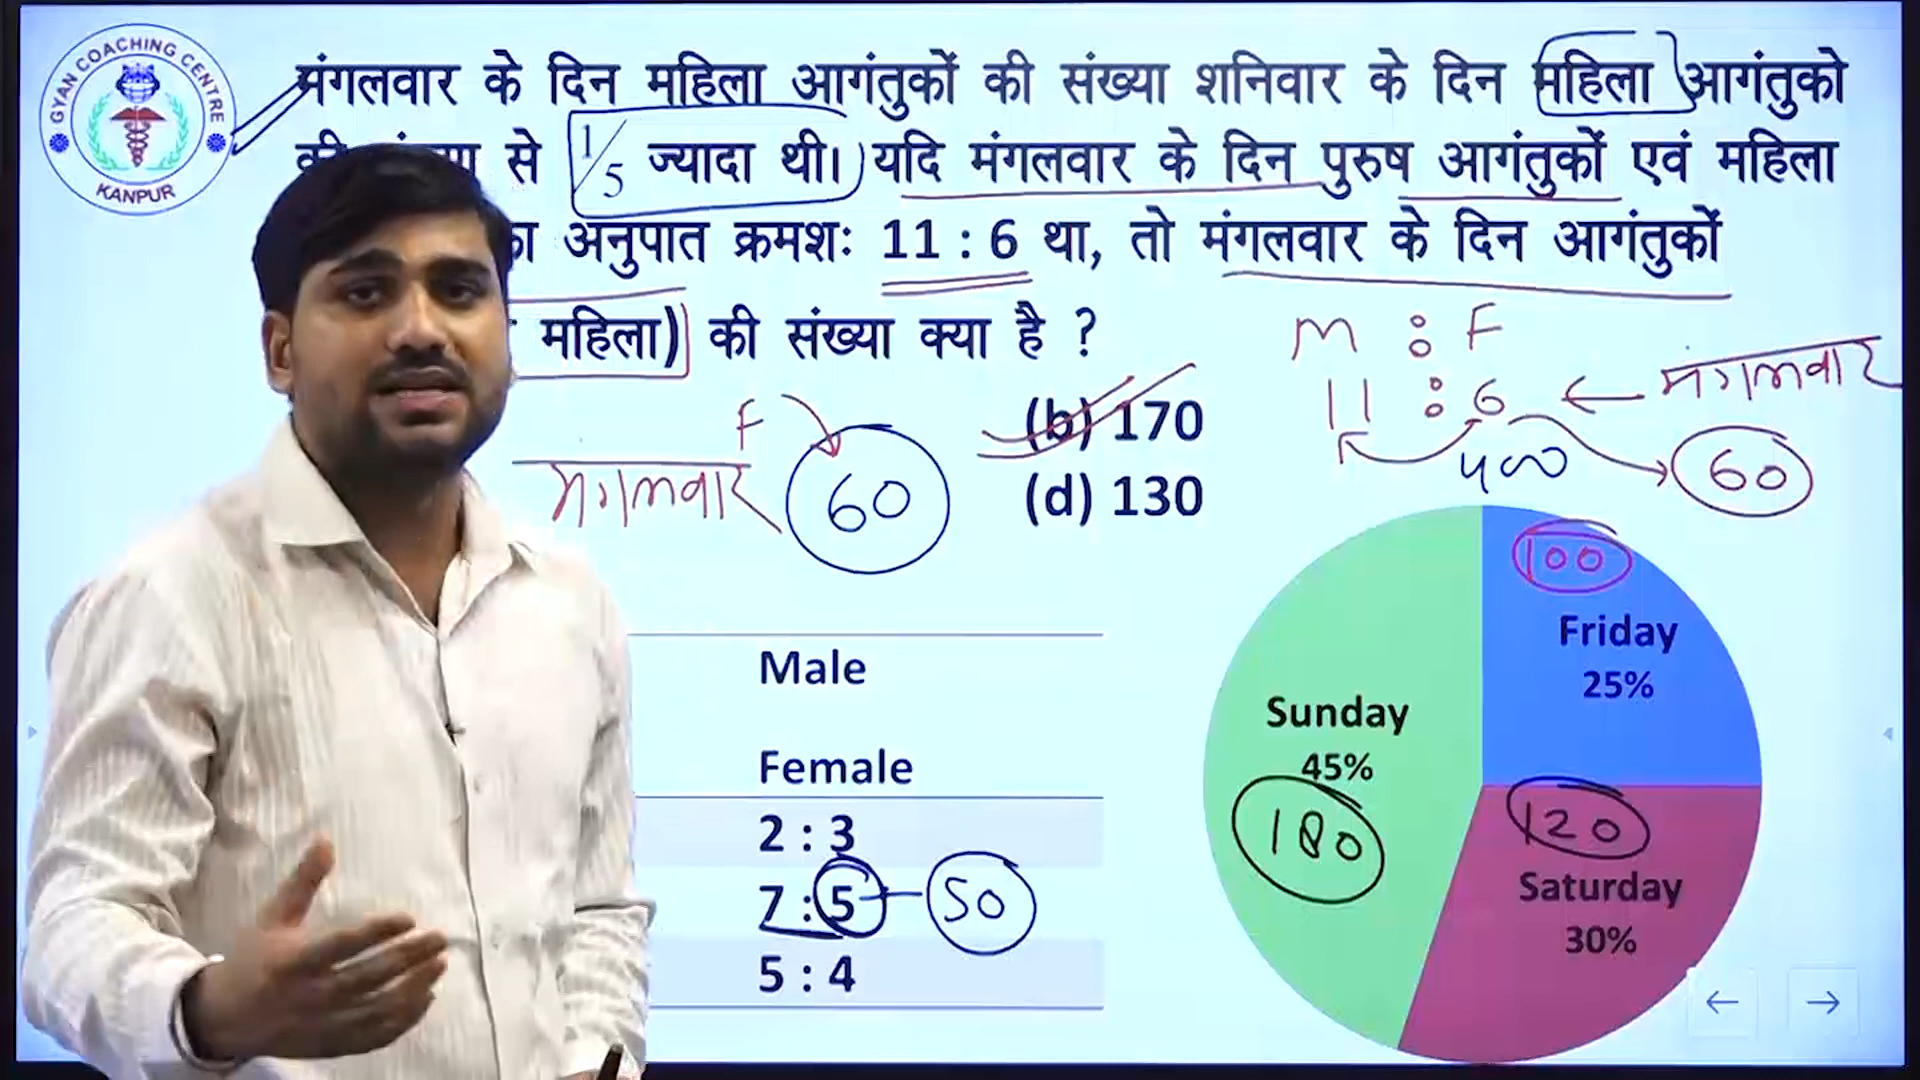 GYAN COACHING CENTRE
KANPUR
मंगलवार के दिन महिला आगंतुकों की संख्या शनिवार के दिन महिला आगंतुको
से 1/5 ज्यादा थी। यदि मंगलवार के दिन पुरुष आगंतुकों एवं महिला
का अनुपात क्रमशः 11 : 6 था, तो मंगलवार के दिन आगंतुकों
महिला) की संख्या क्या है ?
M : F
11 : 6 ← मंगलवार
F
(b) 170
मंगलवार 60
400
60
(d) 130
100
Friday
25%
Male
Sunday
45%
Female
180
120
2 : 3
7 : 5 - 50
Saturday
30%
5 : 4